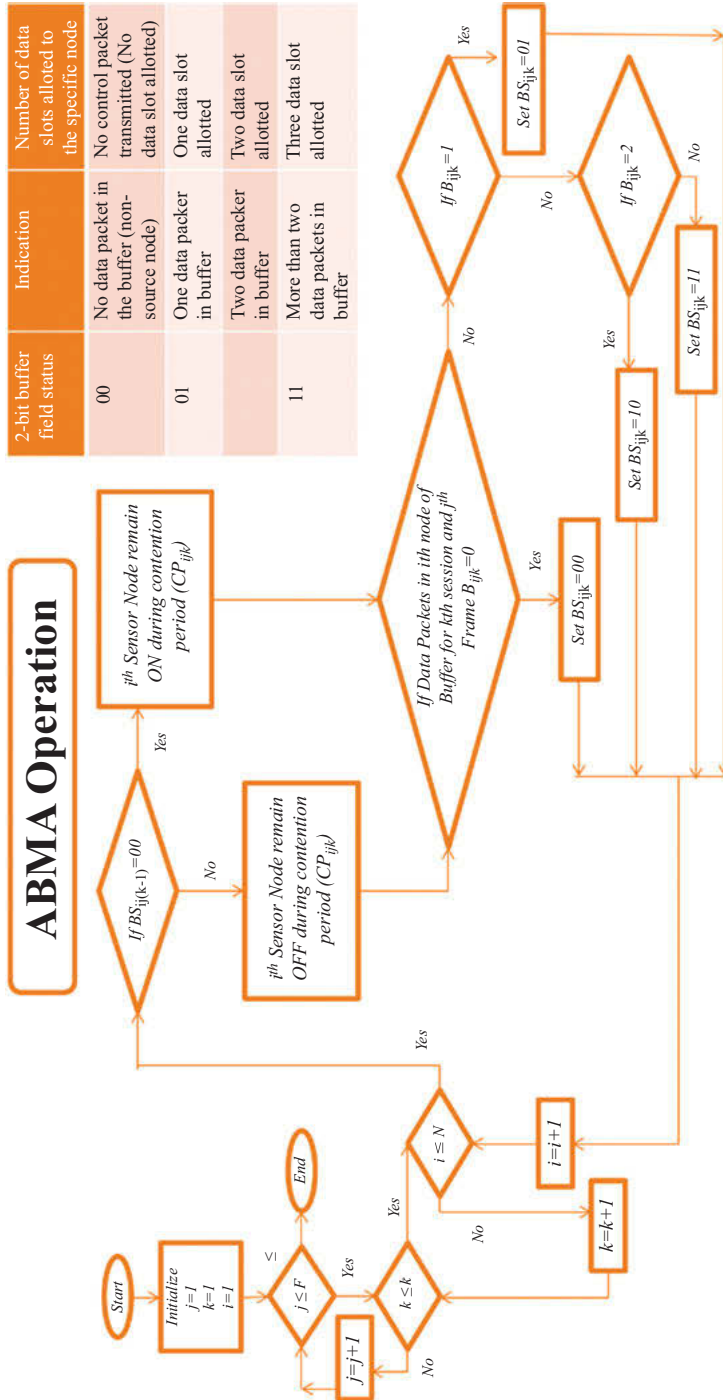 ABMA Operation
2-bit buffer
field status
Indication
Number of data
slots alloted to
the specific node
00
No data packet in
the buffer (non-
source node)
No control packet
transmitted (No
data slot allotted)
01
One data packer
in buffer
One data slot
allotted
Two data packer
in buffer
Two data slot
allotted
11
More than two
data packets in
buffer
Three data slot
allotted
Start
Initialize
j=1
k=1
i=1
≤
j ≤ F
End
Yes
j=j+1
k ≤ k
No
Yes
i ≤ N
Yes
No
i=i+1
k=k+1
If BSij(k-1)=00
Yes
No
ith Sensor Node remain
ON during contention
period (CPijk)
ith Sensor Node remain
OFF during contention
period (CPijk)
If Data Packets in ith node of
Buffer for kth session and jth
Frame Bijk=0
No
Yes
Set BSijk=00
If Bijk=1
Yes
Set BSijk=01
No
If Bijk=2
Yes
No
Set BSijk=10
Set BSijk=11